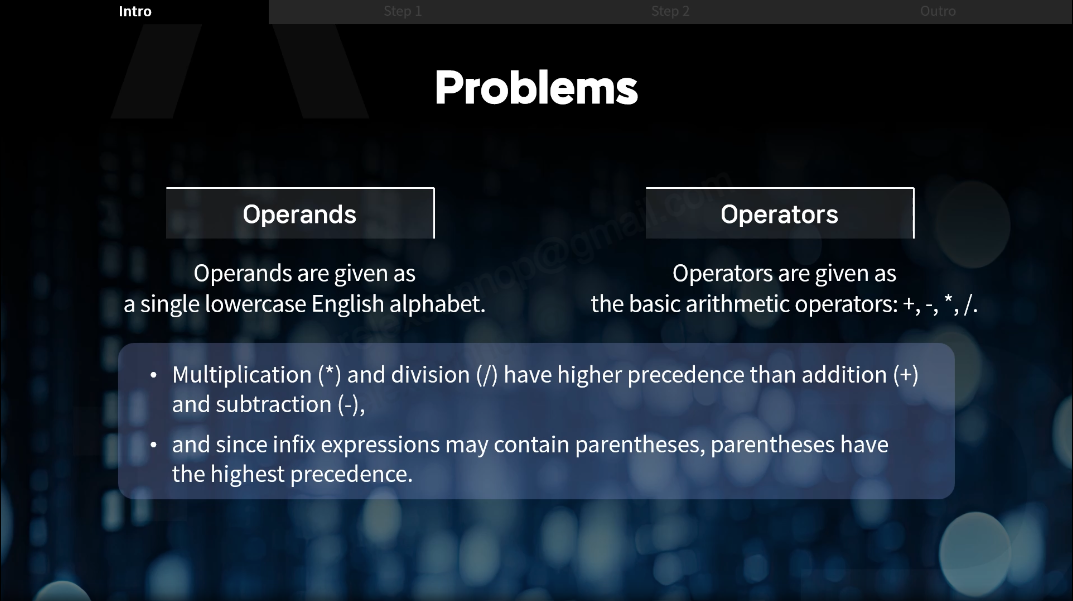 Intro
Step 1
Step 2
Outro
Problems
Operands
Operands are given as
a single lowercase English alphabet.
Operators
Operators are given as
the basic arithmetic operators: +, -, *, /.
• Multiplication (*) and division (/) have higher precedence than addition (+)
and subtraction (-),
• and since infix expressions may contain parentheses, parentheses have
the highest precedence.